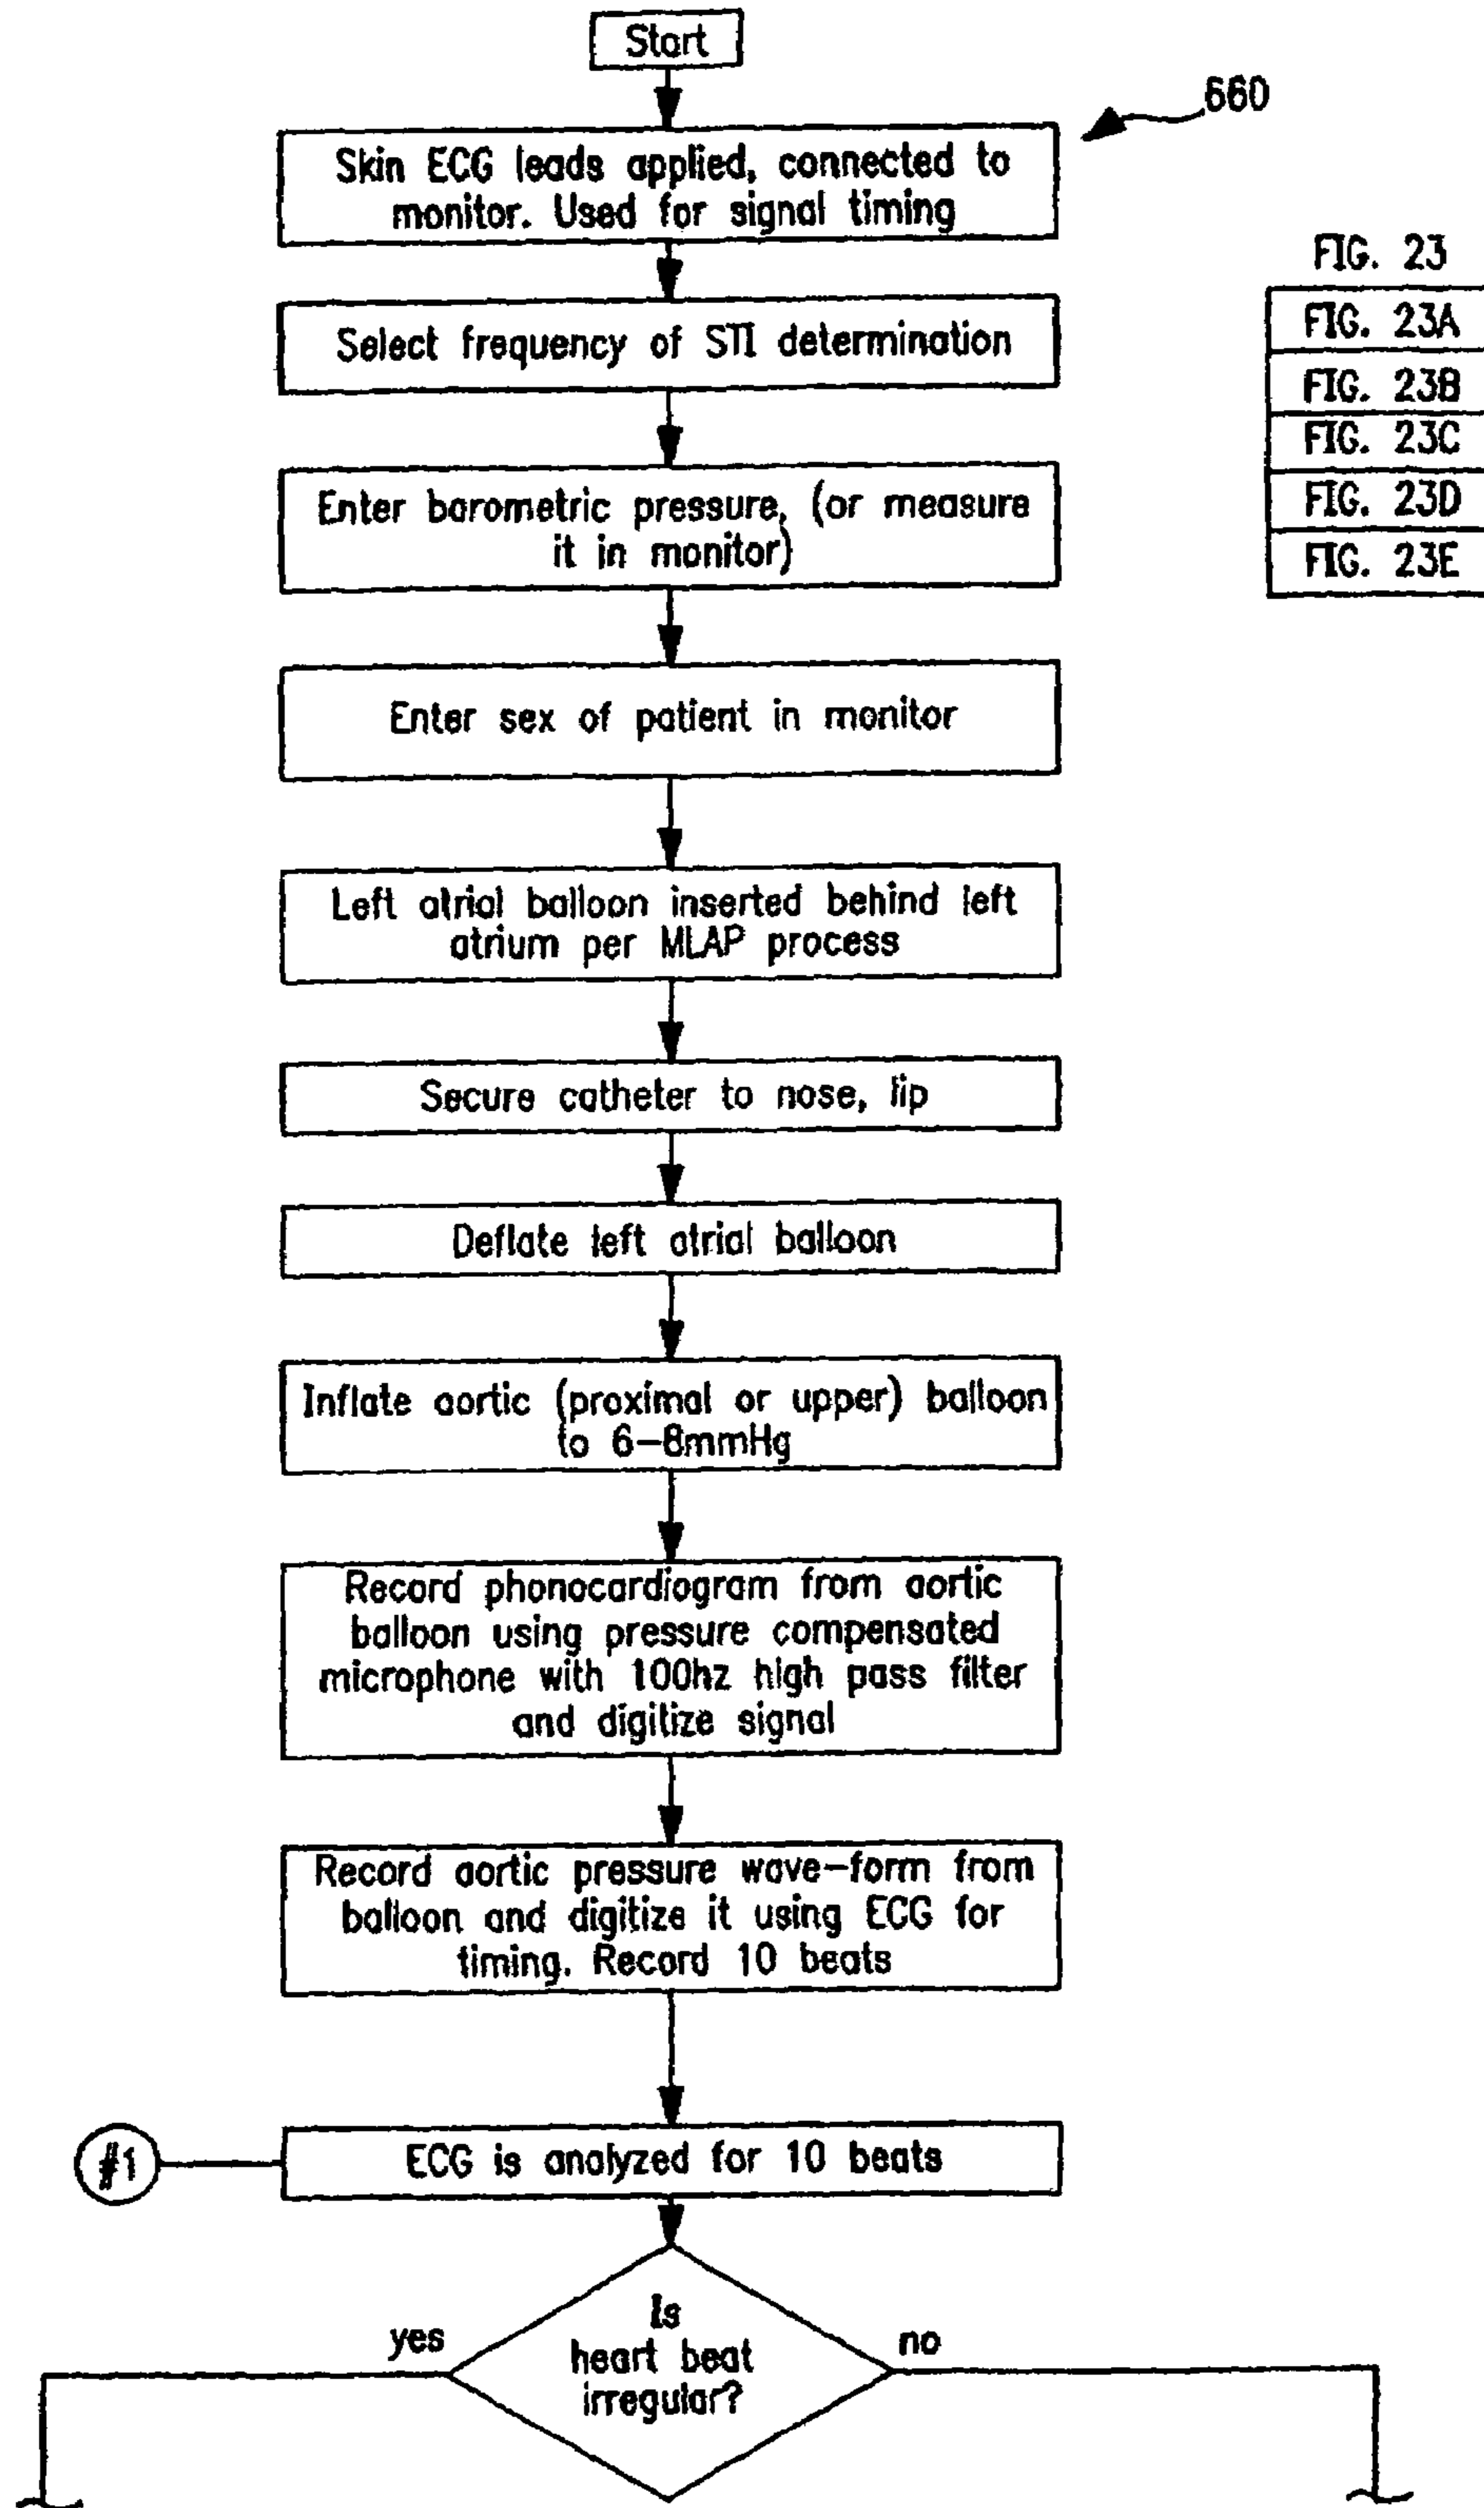 Start
660
Skin ECG leads applied, connected to
monitor. Used for signal timing
FIG. 23
FIG. 23A
FIG. 23B
FIG. 23C
FIG. 23D
FIG. 23E
Select frequency of STI determination
Enter barometric pressure, (or measure
it in monitor)
Enter sex of patient in monitor
Left atrial balloon inserted behind left
atrium per MLAP process
Secure catheter to nose, lip
Deflate left atrial balloon
Inflate aortic (proximal or upper) balloon
to 6-8mmHg
Record phonocardiogram from aortic
balloon using pressure compensated
microphone with 100hz high pass filter
and digitize signal
Record aortic pressure wave-form from
balloon and digitize it using ECG for
timing. Record 10 beats
#1
ECG is analyzed for 10 beats
Is
heart beat
irregular?
yes
no